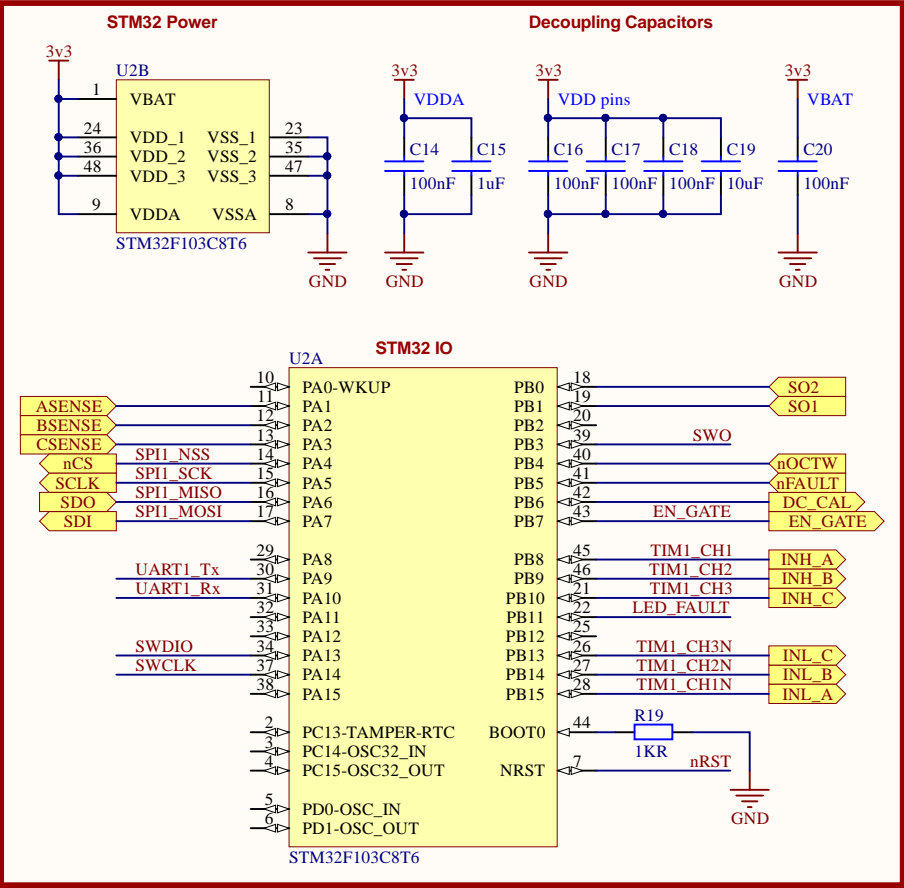 STM32 Power
Decoupling Capacitors
3v3
U2B
1 VBAT
24 VDD_1 VSS_1 23
36 VDD_2 VSS_2 35
48 VDD_3 VSS_3 47
9 VDDA VSSA 8
STM32F103C8T6
GND
3v3
VDDA
C14
100nF
C15
1uF
GND
3v3
VDD pins
C16
100nF
C17
100nF
C18
100nF
C19
10uF
GND
3v3
VBAT
C20
100nF
GND
STM32 IO
U2A
10 PA0-WKUP PB0 18 SO2
ASENSE 11 PA1 PB1 19 SO1
BSENSE 12 PA2 PB2 20
CSENSE 13 PA3 PB3 39 SWO
nCS SPI1_NSS 14 PA4 PB4 40 nOCTW
SCLK SPI1_SCK 15 PA5 PB5 41 nFAULT
SDO SPI1_MISO 16 PA6 PB6 42 DC_CAL
SDI SPI1_MOSI 17 PA7 PB7 43 EN_GATE EN_GATE
29 PA8 PB8 45 TIM1_CH1 INH_A
UART1_Tx 30 PA9 PB9 46 TIM1_CH2 INH_B
UART1_Rx 31 PA10 PB10 21 TIM1_CH3 INH_C
32 PA11 PB11 22 LED_FAULT
33 PA12 PB12 25
SWDIO 34 PA13 PB13 26 TIM1_CH3N INL_C
SWCLK 37 PA14 PB14 27 TIM1_CH2N INL_B
38 PA15 PB15 28 TIM1_CH1N INL_A
2 PC13-TAMPER-RTC BOOT0 44 R19
3 PC14-OSC32_IN 1KR
4 PC15-OSC32_OUT NRST 7 nRST
5 PD0-OSC_IN GND
6 PD1-OSC_OUT
STM32F103C8T6